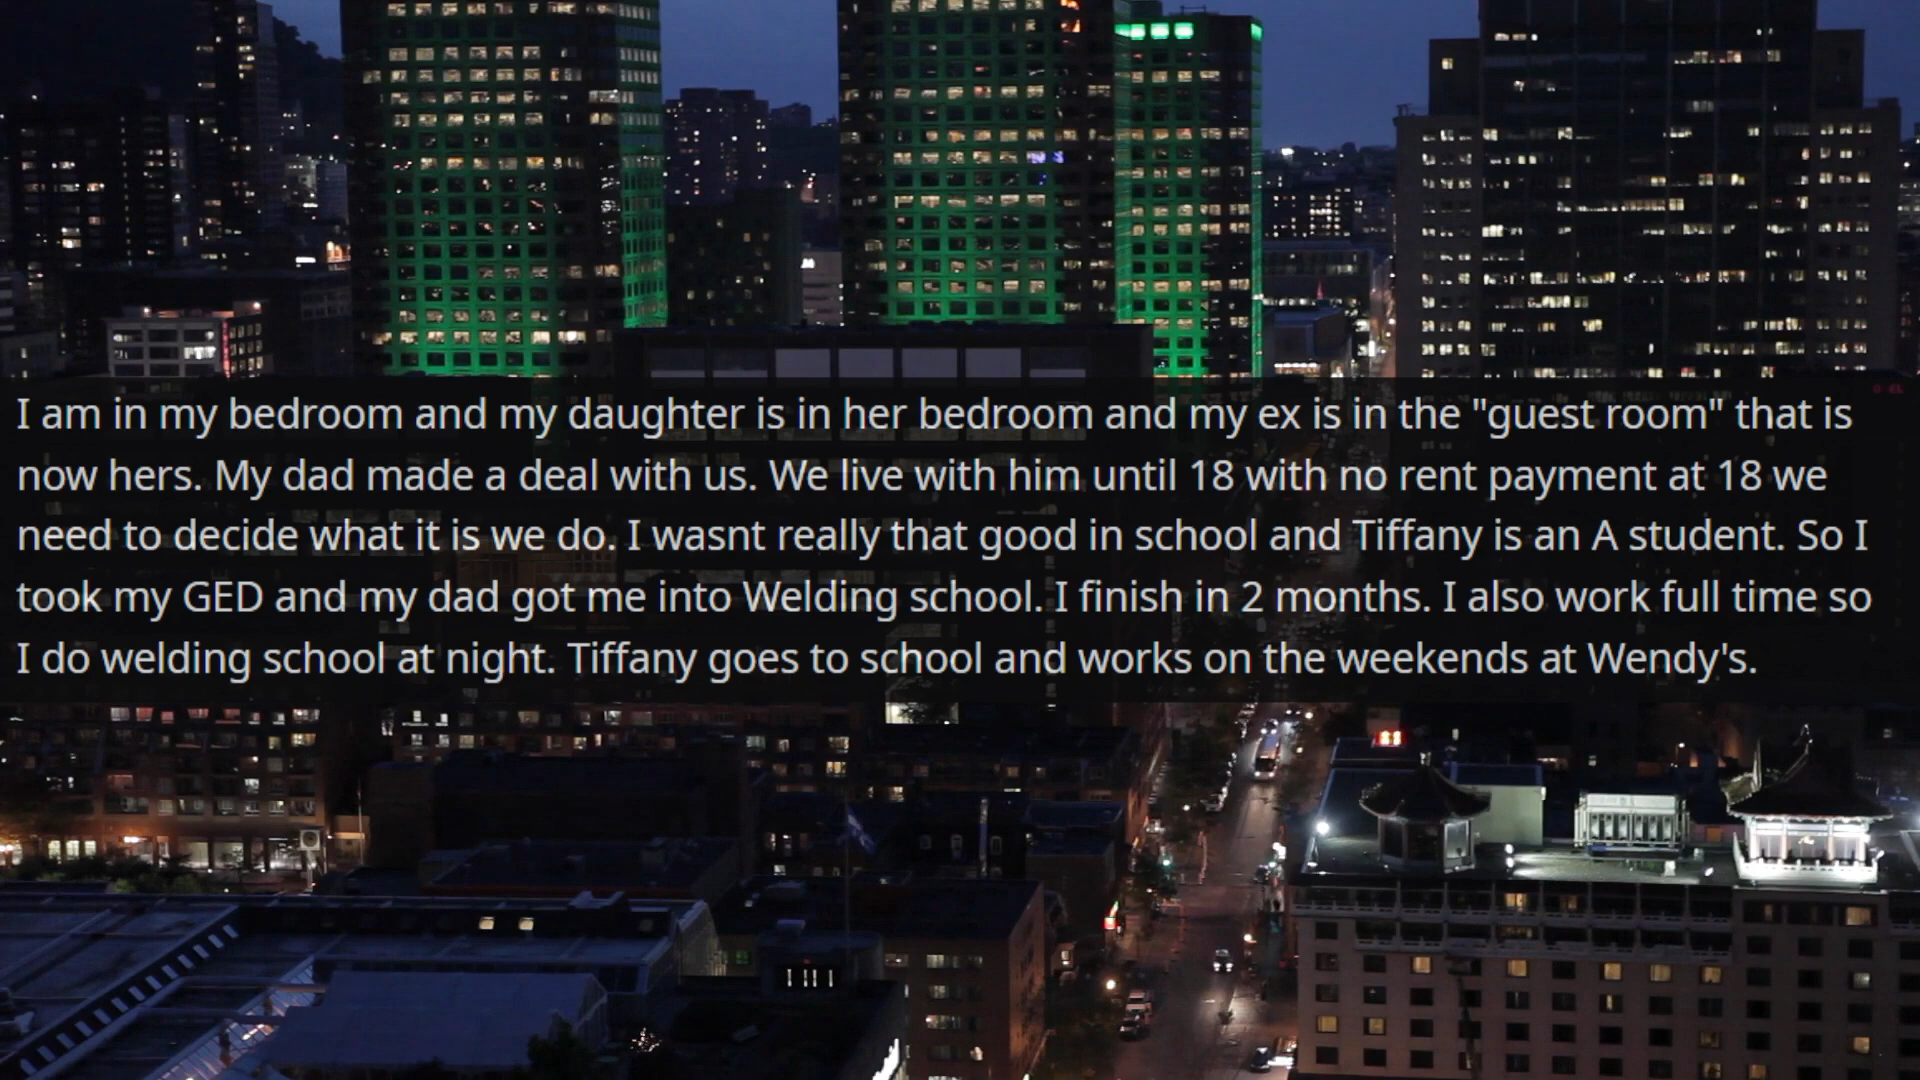 I am in my bedroom and my daughter is in her bedroom and my ex is in the "guest room" that is
now hers. My dad made a deal with us. We live with him until 18 with no rent payment at 18 we
need to decide what it is we do. I wasnt really that good in school and Tiffany is an A student. So I
took my GED and my dad got me into Welding school. I finish in 2 months. I also work full time so
I do welding school at night. Tiffany goes to school and works on the weekends at Wendy's.